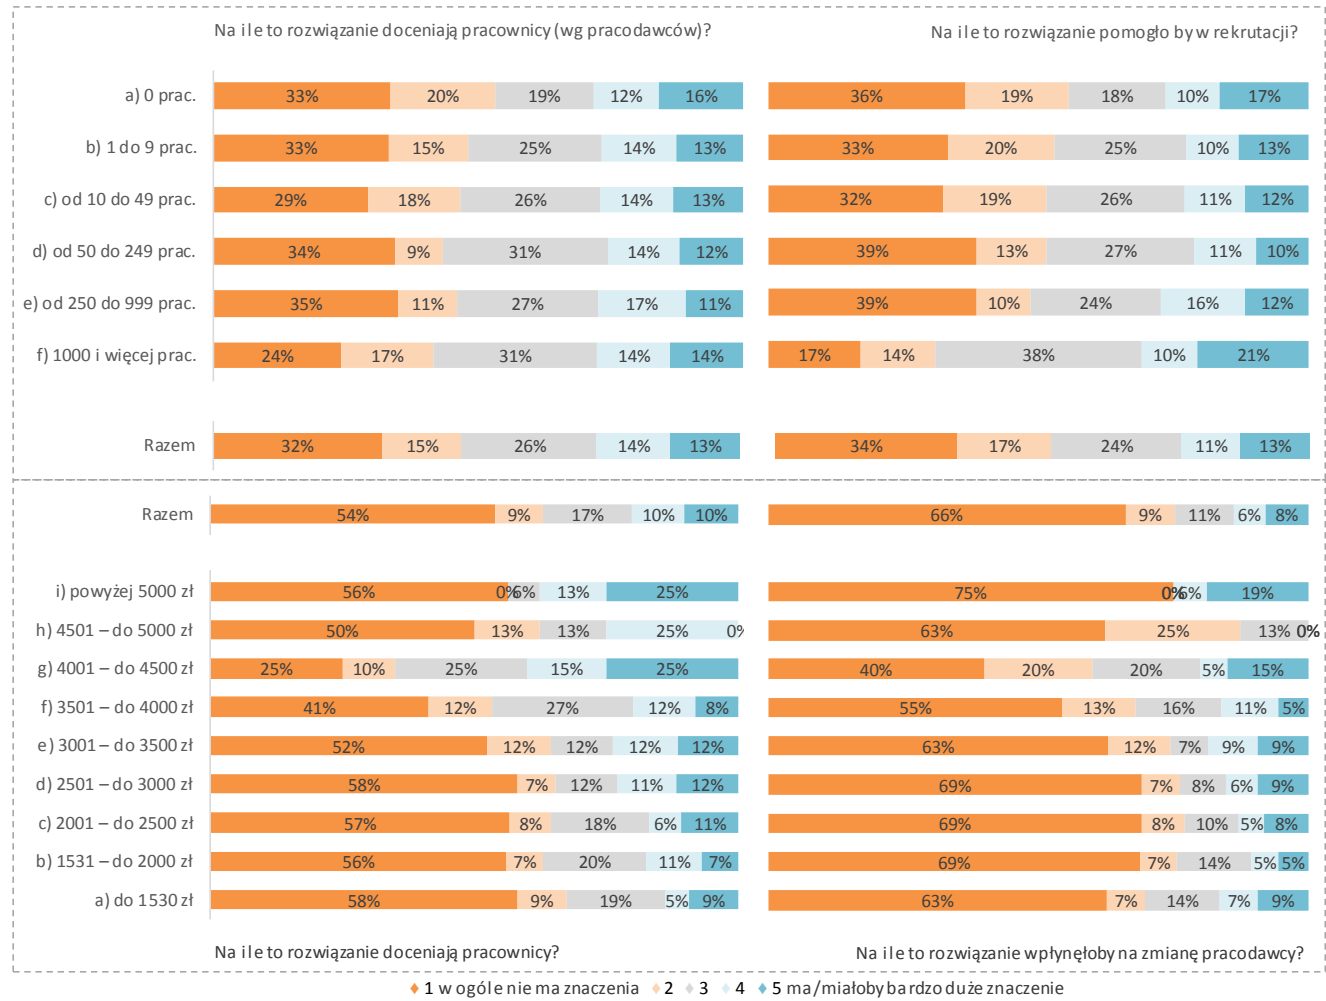 Na ile to rozwiązanie doceniają pracownicy (wg pracodawców)? Na ile to rozwiązanie pomogło by w rekrutacji?
a) 0 prac. 33% 20% 19% 12% 16% 36% 19% 18% 10% 17%
b) 1 do 9 prac. 33% 15% 25% 14% 13% 33% 20% 25% 10% 13%
c) od 10 do 49 prac. 29% 18% 26% 14% 13% 32% 19% 26% 11% 12%
d) od 50 do 249 prac. 34% 9% 31% 14% 12% 39% 13% 27% 11% 10%
e) od 250 do 999 prac. 35% 11% 27% 17% 11% 39% 10% 24% 16% 12%
f) 1000 i więcej prac. 24% 17% 31% 14% 14% 17% 14% 38% 10% 21%
Razem 32% 15% 26% 14% 13% 34% 17% 24% 11% 13%
Razem 54% 9% 17% 10% 10% 66% 9% 11% 6% 8%
i) powyżej 5000 zł 56% 0% 6% 13% 25% 75% 0% 6% 19%
h) 4501 – do 5000 zł 50% 13% 13% 25% 0% 63% 25% 13% 0%
g) 4001 – do 4500 zł 25% 10% 25% 15% 25% 40% 20% 20% 5% 15%
f) 3501 – do 4000 zł 41% 12% 27% 12% 8% 55% 13% 16% 11% 5%
e) 3001 – do 3500 zł 52% 12% 12% 12% 12% 63% 12% 7% 9% 9%
d) 2501 – do 3000 zł 58% 7% 12% 11% 12% 69% 7% 8% 6% 9%
c) 2001 – do 2500 zł 57% 8% 18% 6% 11% 69% 8% 10% 5% 8%
b) 1531 – do 2000 zł 56% 7% 20% 11% 7% 69% 7% 14% 5% 5%
a) do 1530 zł 58% 9% 19% 5% 9% 63% 7% 14% 7% 9%
Na ile to rozwiązanie doceniają pracownicy? Na ile to rozwiązanie wpłynęłoby na zmianę pracodawcy?
1 w ogóle nie ma znaczenia 2 3 4 5 ma/miałoby bardzo duże znaczenie